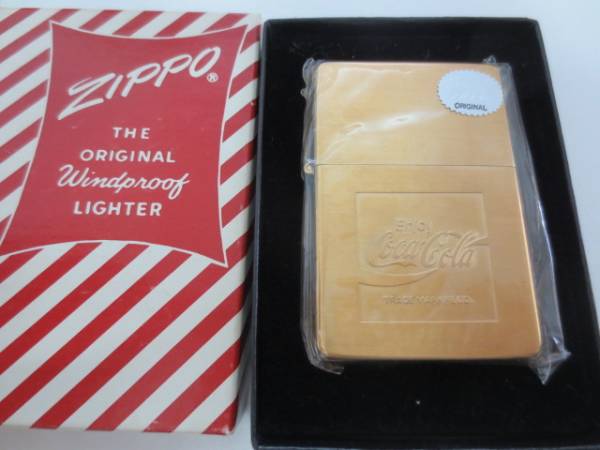 ZIPPO®
THE
ORIGINAL
Windproof
LIGHTER
ORIGINAL
Enjoy
Coca-Cola
TRADE MARK